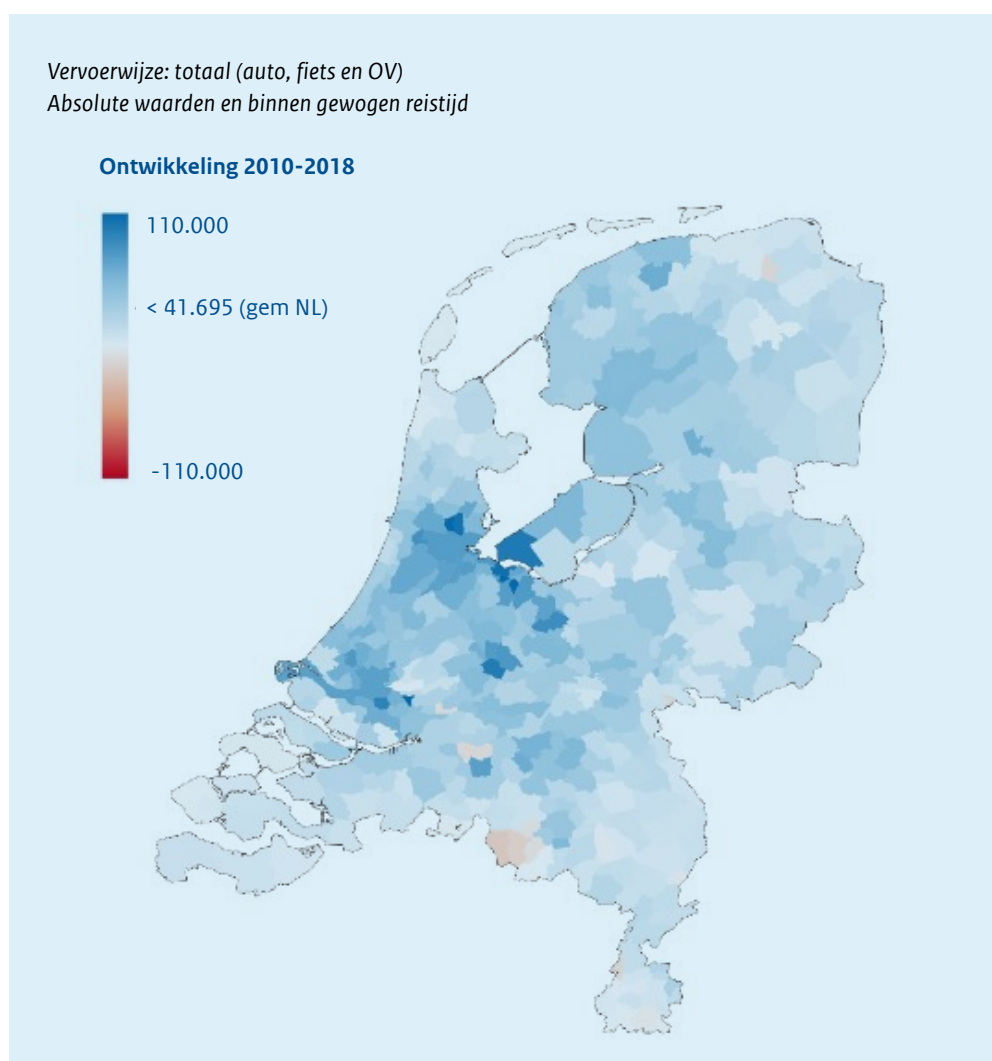 Vervoerwijze: totaal (auto, fiets en OV)
Absolute waarden en binnen gewogen reistijd
Ontwikkeling 2010-2018
110.000
< 41.695 (gem NL)
-110.000